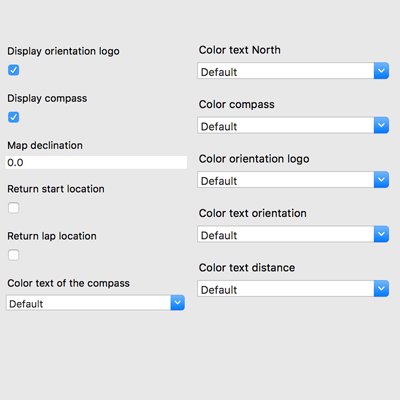 Display orientation logo
Display compass
Map declination
0.0
Return start location
Return lap location
Color text of the compass
Default
Color text North
Default
Color compass
Default
Color orientation logo
Default
Color text orientation
Default
Color text distance
Default